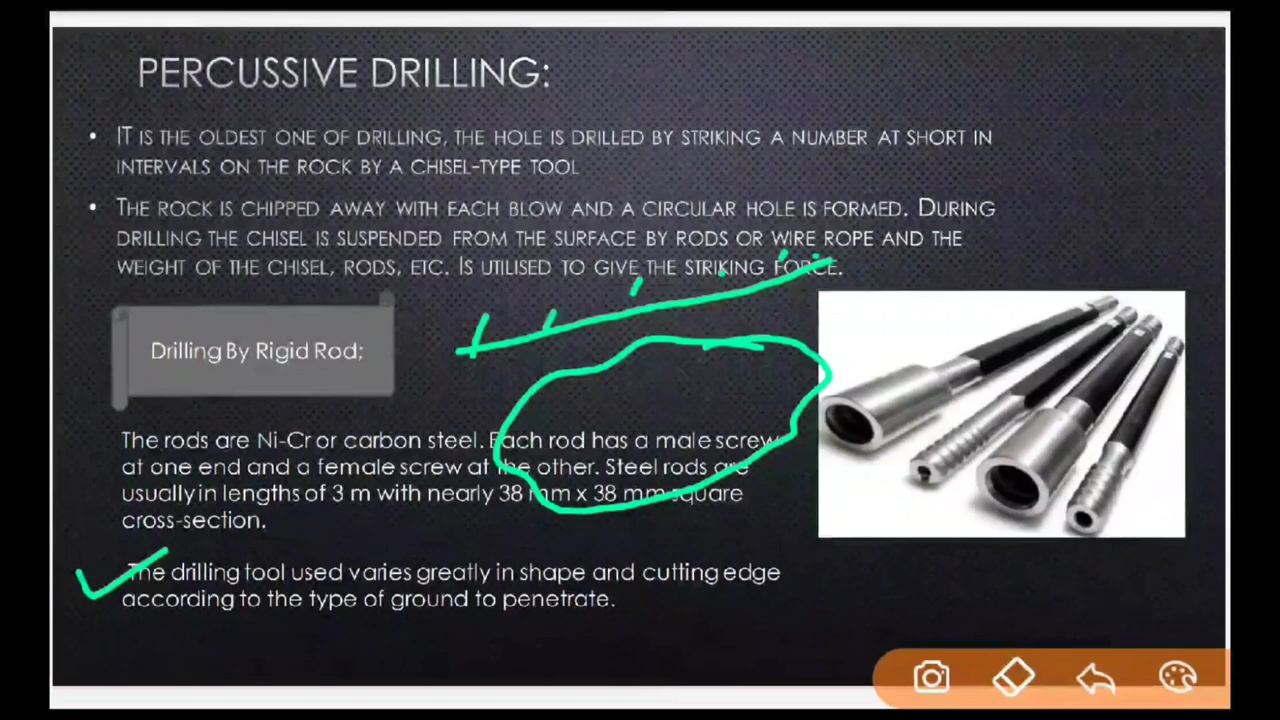 PERCUSSIVE DRILLING:
• IT IS THE OLDEST ONE OF DRILLING, THE HOLE IS DRILLED BY STRIKING A NUMBER AT SHORT IN
INTERVALS ON THE ROCK BY A CHISEL-TYPE TOOL
• THE ROCK IS CHIPPED AWAY WITH EACH BLOW AND A CIRCULAR HOLE IS FORMED. DURING
DRILLING THE CHISEL IS SUSPENDED FROM THE SURFACE BY RODS OR WIRE ROPE AND THE
WEIGHT OF THE CHISEL, RODS, ETC. IS UTILISED TO GIVE THE STRIKING FORCE.
Drilling By Rigid Rod;
The rods are Ni-Cr or carbon steel. Each rod has a male screw
at one end and a female screw at the other. Steel rods are
usually in lengths of 3 m with nearly 38 mm x 38 mm square
cross-section.
The drilling tool used varies greatly in shape and cutting edge
according to the type of ground to penetrate.